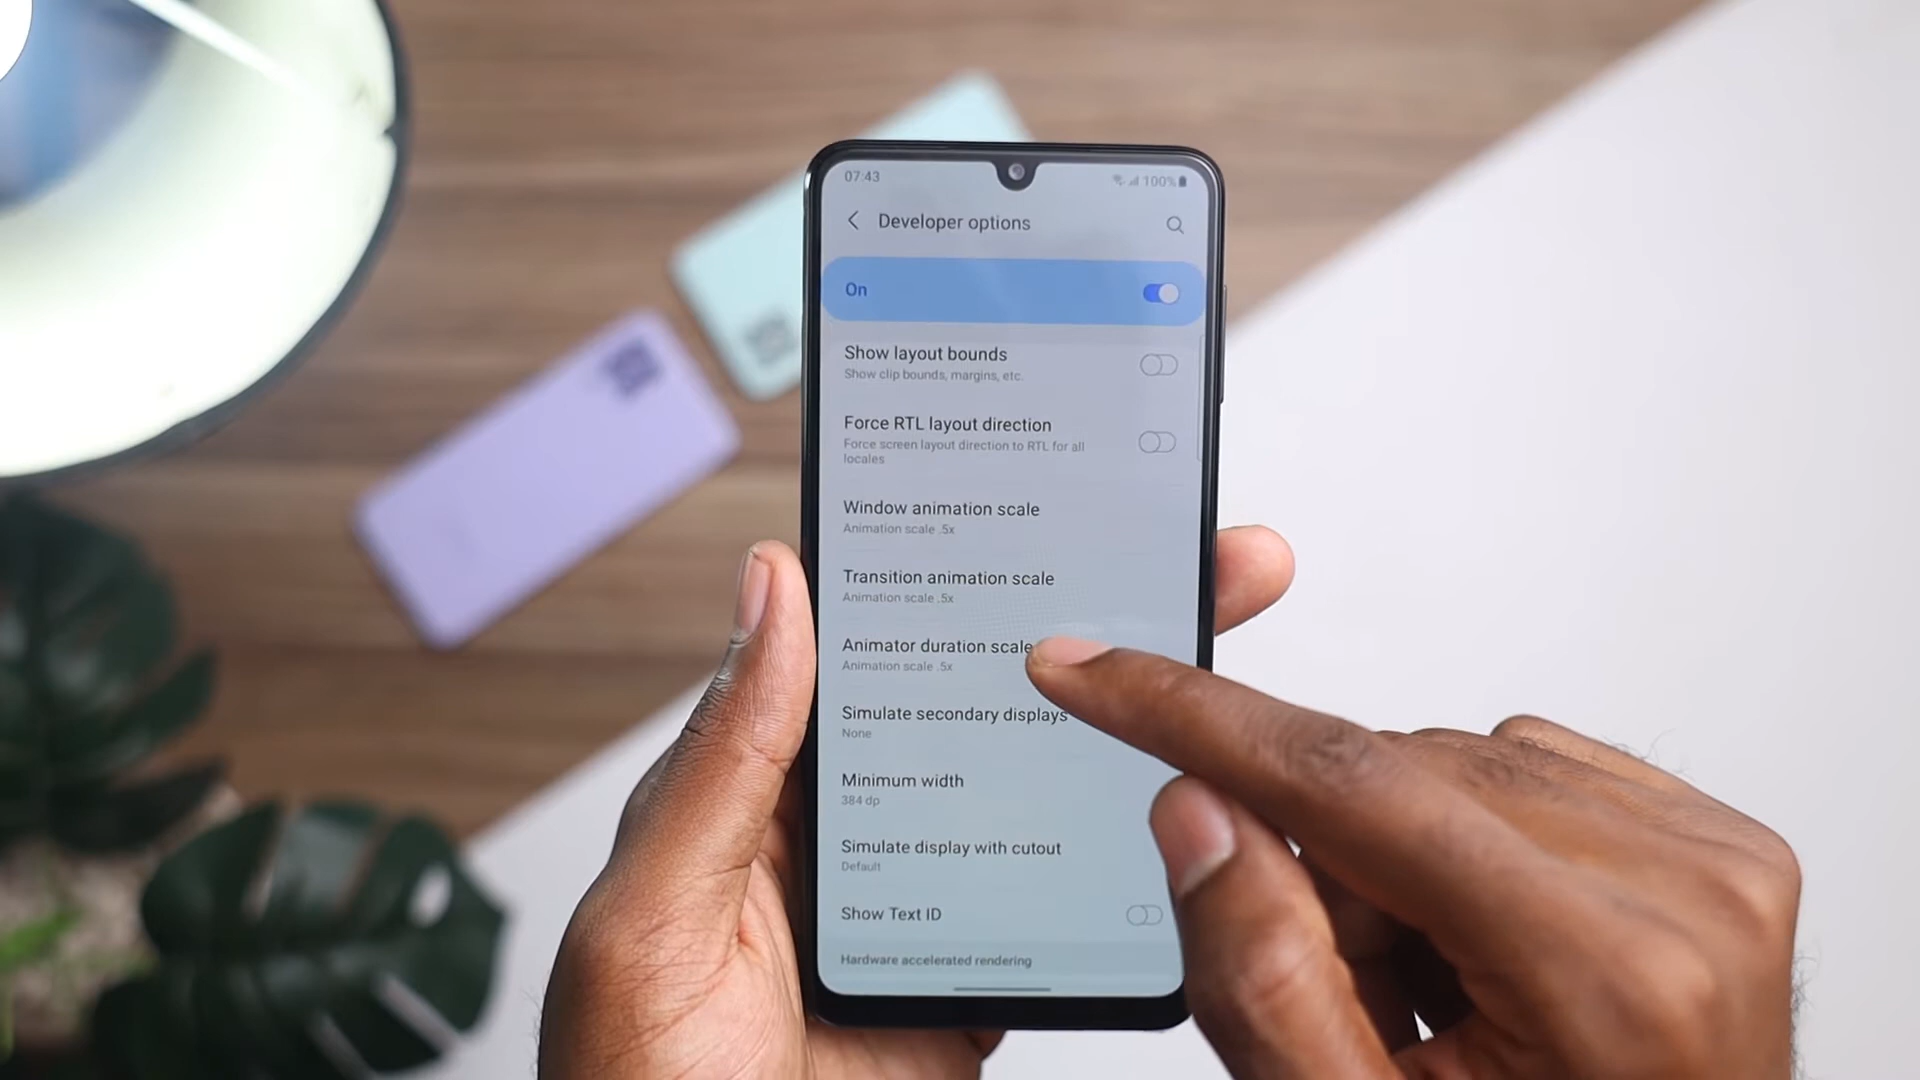 07:43
100%
Developer options
On
Show layout bounds
Show clip bounds, margins, etc.
Force RTL layout direction
Force screen layout direction to RTL for all
locales
Window animation scale
Animation scale .5x
Transition animation scale
Animation scale .5x
Animator duration scale
Animation scale .5x
Simulate secondary displays
None
Minimum width
384 dp
Simulate display with cutout
Default
Show Text ID
Hardware accelerated rendering